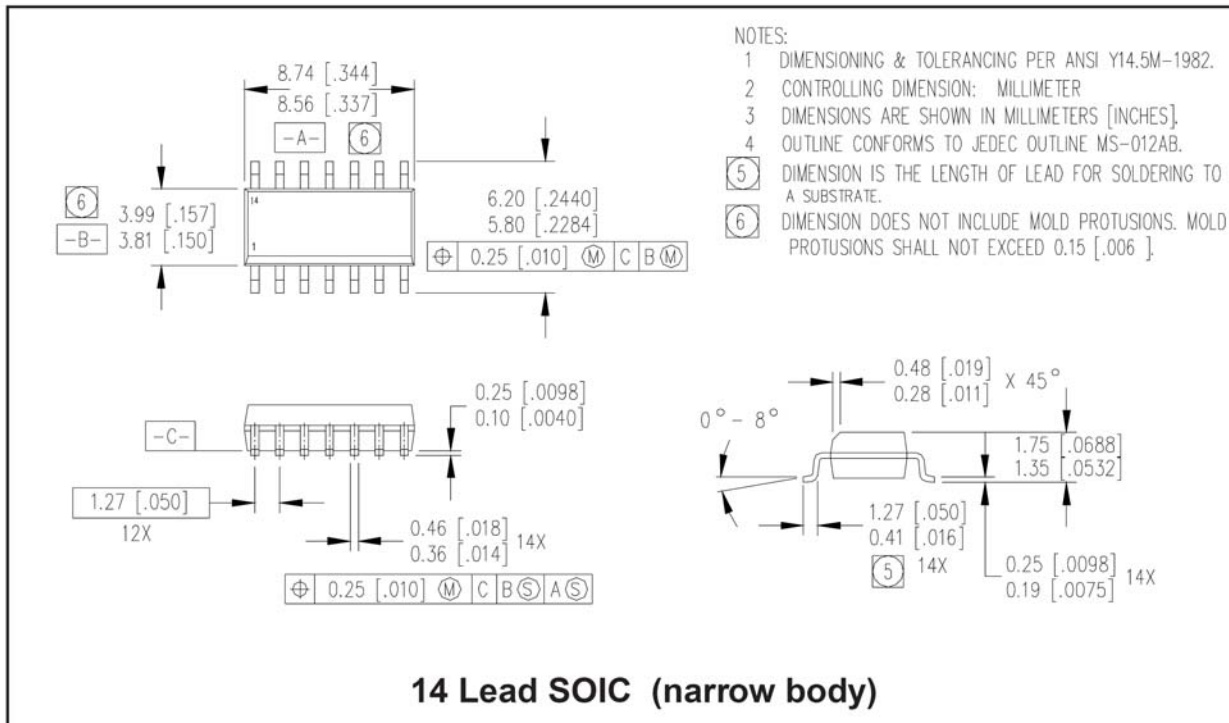 NOTES:
1 DIMENSIONING & TOLERANCING PER ANSI Y14.5M-1982.
2 CONTROLLING DIMENSION: MILLIMETER
3 DIMENSIONS ARE SHOWN IN MILLIMETERS [INCHES].
4 OUTLINE CONFORMS TO JEDEC OUTLINE MS-012AB.
5 DIMENSION IS THE LENGTH OF LEAD FOR SOLDERING TO
A SUBSTRATE.
6 DIMENSION DOES NOT INCLUDE MOLD PROTUSIONS. MOLD
PROTUSIONS SHALL NOT EXCEED 0.15 [.006 ].
8.74 [.344]
8.56 [.337]
-A- 6
6
3.99 [.157]
-B- 3.81 [.150]
14
1
6.20 [.2440]
5.80 [.2284]
⌖ 0.25 [.010] Ⓜ C B Ⓜ
0.25 [.0098]
0.10 [.0040]
-C-
1.27 [.050]
12X
0.46 [.018]
0.36 [.014] 14X
⌖ 0.25 [.010] Ⓜ C B Ⓢ A Ⓢ
0.48 [.019]
0.28 [.011] X 45°
0° - 8°
1.75 [.0688]
1.35 [.0532]
1.27 [.050]
0.41 [.016]
5 14X
0.25 [.0098]
0.19 [.0075] 14X
14 Lead SOIC (narrow body)